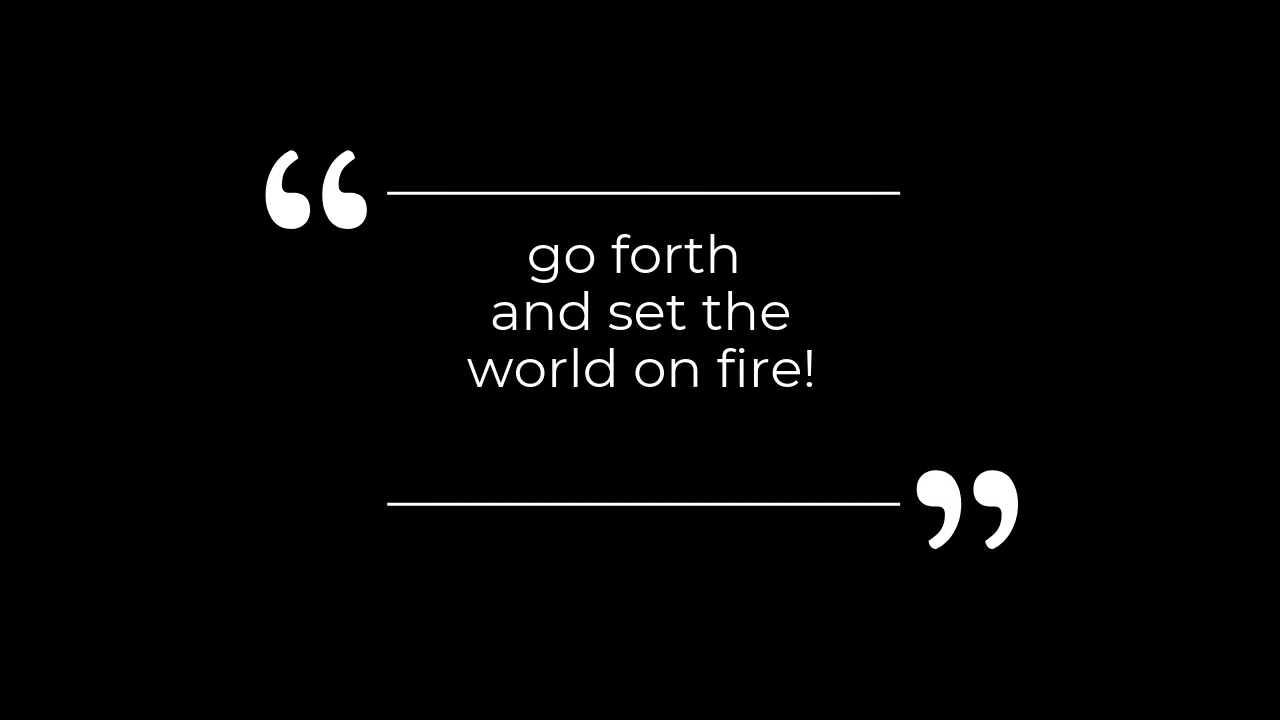 “
go forth
and set the
world on fire!
”